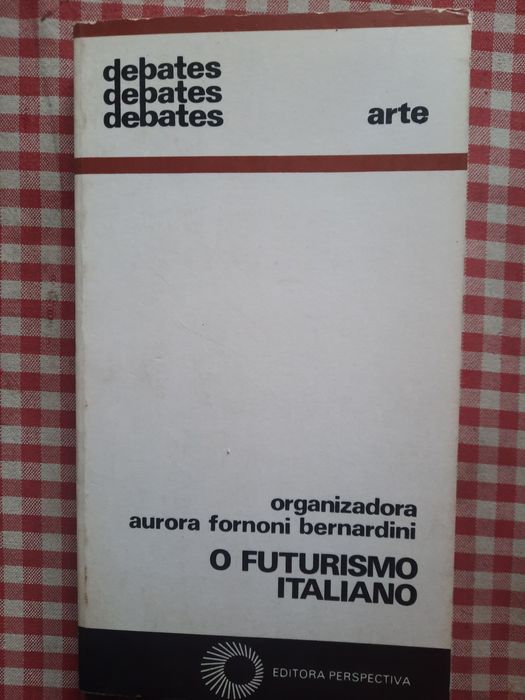 debates
debates
debates
arte
organizadora
aurora fornoni bernardini
O FUTURISMO
ITALIANO
EDITORA PERSPECTIVA